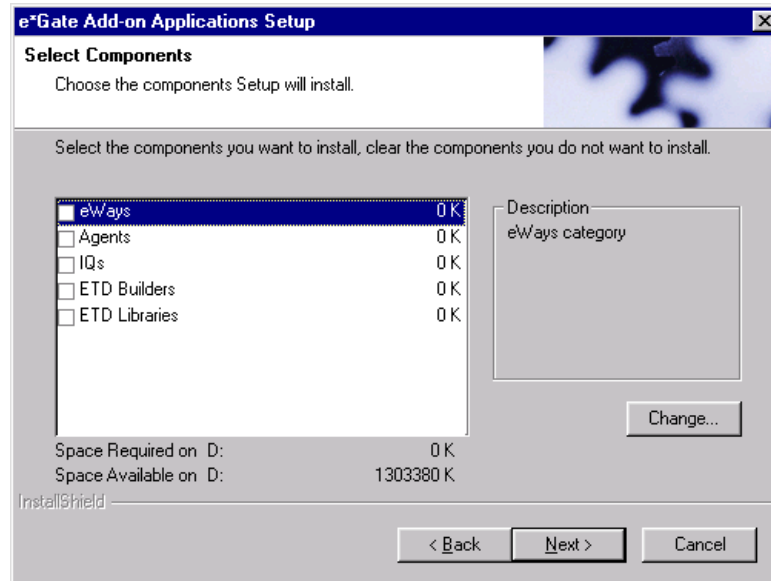 e*Gate Add-on Applications Setup
Select Components
Choose the components Setup will install.
Select the components you want to install, clear the components you do not want to install.
eWays 0 K
Agents 0 K
IQs 0 K
ETD Builders 0 K
ETD Libraries 0 K
Description
eWays category
Change...
Space Required on D: 0 K
Space Available on D: 1303380 K
InstallShield
< Back Next > Cancel